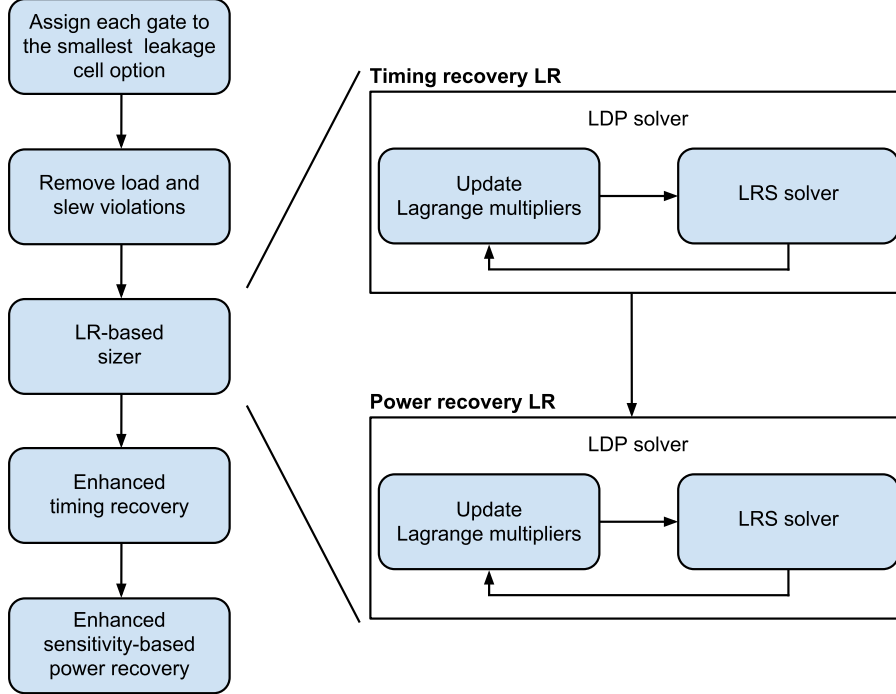 Assign each gate to
the smallest leakage
cell option
Remove load and
slew violations
LR-based
sizer
Enhanced
timing recovery
Enhanced
sensitivity-based
power recovery
Timing recovery LR
LDP solver
Update
Lagrange multipliers
LRS solver
Power recovery LR
LDP solver
Update
Lagrange multipliers
LRS solver